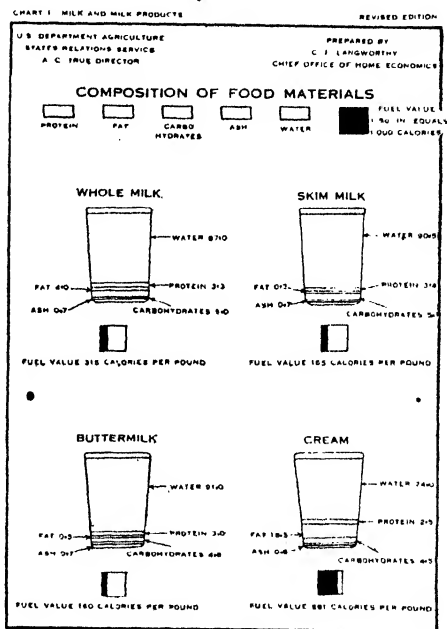 CHART 1. MILK AND MILK PRODUCTS
REVISED EDITION
U.S. DEPARTMENT AGRICULTURE
STATES RELATIONS SERVICE
A. C. TRUE DIRECTOR
PREPARED BY
C. F. LANGWORTHY
CHIEF OFFICE OF HOME ECONOMICS
COMPOSITION OF FOOD MATERIALS
PROTEIN
FAT
CARBO
HYDRATES
ASH
WATER
FUEL VALUE
SQ IN EQUALS
1000 CALORIES
WHOLE MILK
WATER 87.0
FAT 4.0
PROTEIN 3.3
ASH 0.7
CARBOHYDRATES 5.0
FUEL VALUE CALORIES PER POUND
SKIM MILK
WATER 90.5
FAT 0.3
PROTEIN 3.4
ASH 0.7
CARBOHYDRATES
FUEL VALUE 165 CALORIES PER POUND
BUTTERMILK
WATER 91.0
FAT 0.5
PROTEIN 3.0
ASH 0.7
CARBOHYDRATES 4.8
FUEL VALUE 160 CALORIES PER POUND
CREAM
WATER 74.0
PROTEIN 2.5
FAT 18.5
ASH
CARBOHYDRATES 4.5
FUEL VALUE 881 CALORIES PER POUND